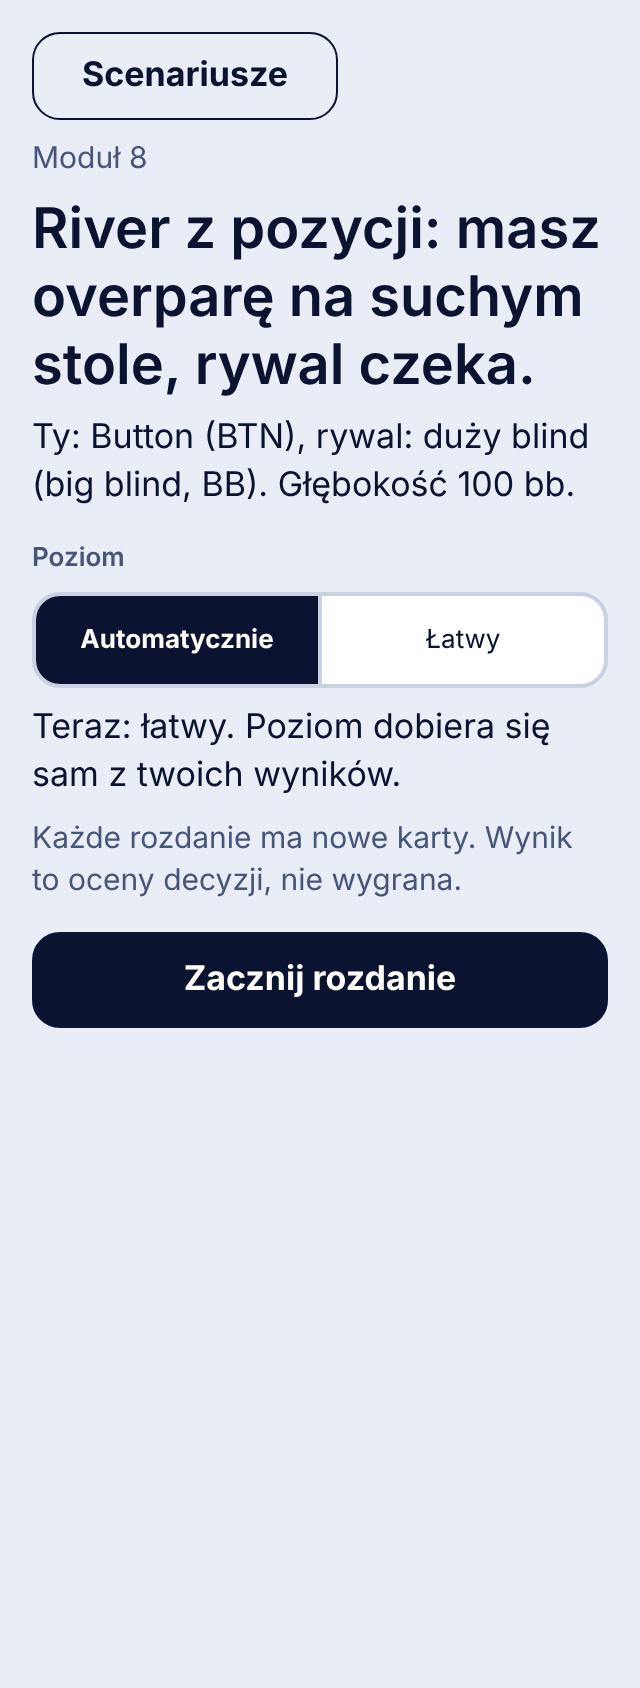 Scenariusze
Moduł 8
River z pozycji: masz
overparę na suchym
stole, rywal czeka.
Ty: Button (BTN), rywal: duży blind
(big blind, BB). Głębokość 100 bb.
Poziom
Automatycznie
Łatwy
Teraz: łatwy. Poziom dobiera się
sam z twoich wyników.
Każde rozdanie ma nowe karty. Wynik
to oceny decyzji, nie wygrana.
Zacznij rozdanie